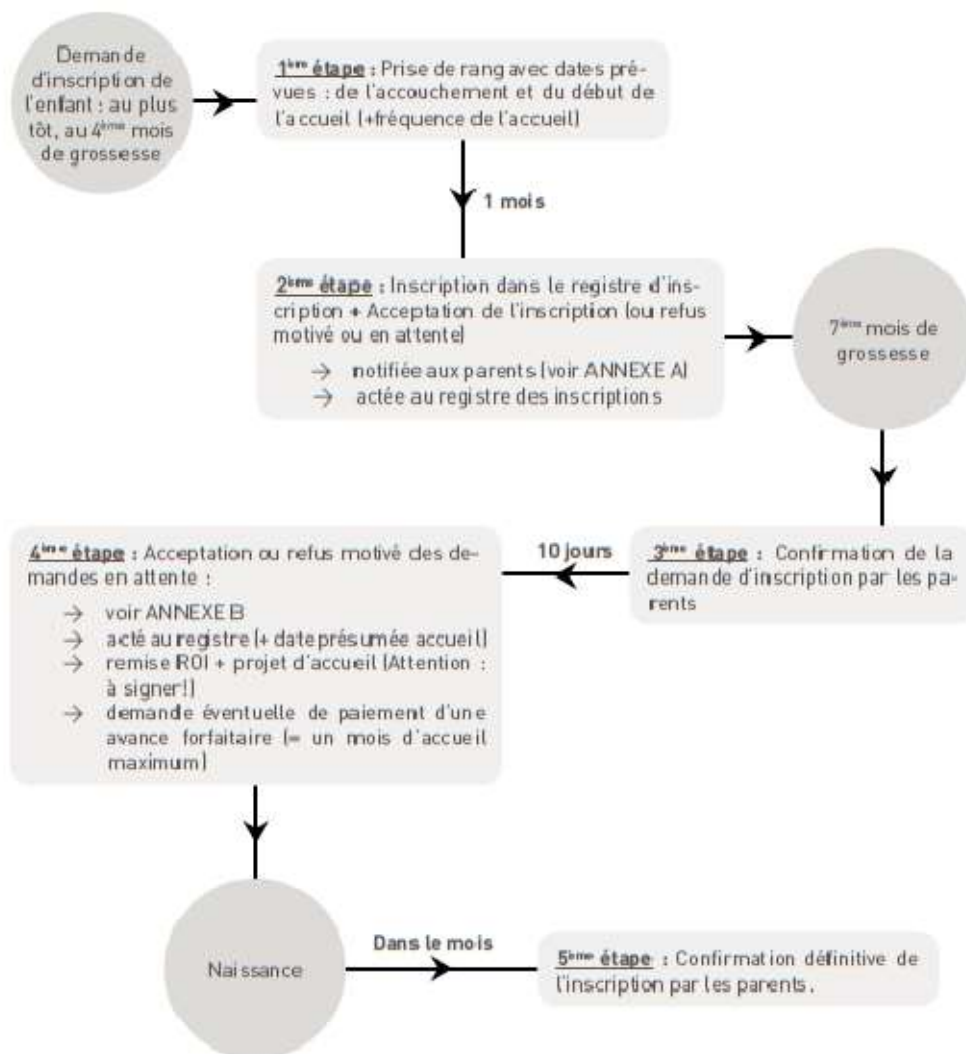 Demande
d'inscription de
l'enfant : au plus
tôt, au 4ème mois
de grossesse
1ère étape : Prise de rang avec dates pré-
vues : de l'accouchement et du début de
l'accueil (+fréquence de l'accueil)
1 mois
2ème étape : Inscription dans le registre d'ins-
cription + Acceptation de l'inscription (ou refus
motivé ou en attente)
→ notifiée aux parents (voir ANNEXE A)
→ actée au registre des inscriptions
7ème mois de
grossesse
3ème étape : Confirmation de la
demande d'inscription par les pa-
rents
10 jours
4ème étape : Acceptation ou refus motivé des de-
mandes en attente :
→ voir ANNEXE B
→ acté au registre (+ date présumée accueil)
→ remise ROI + projet d'accueil (Attention :
à signer!)
→ demande éventuelle de paiement d'une
avance forfaitaire (= un mois d'accueil
maximum)
Naissance
Dans le mois
5ème étape : Confirmation définitive de
l'inscription par les parents.